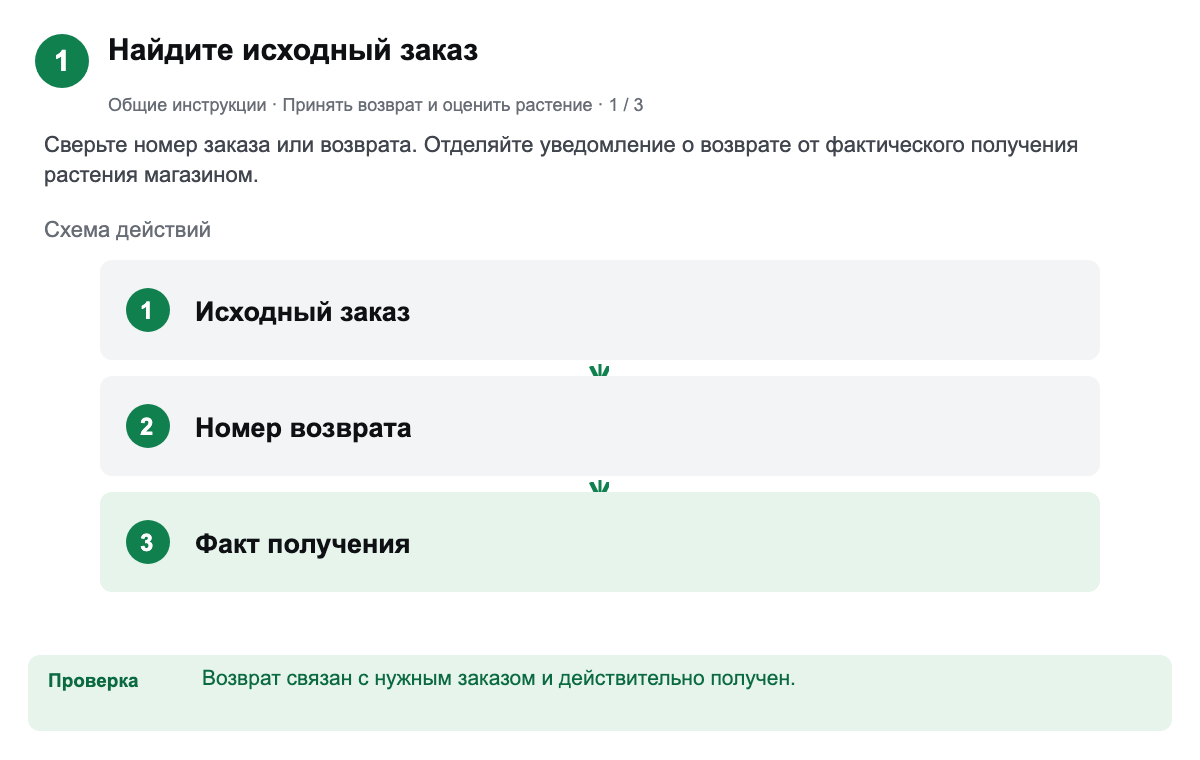 1
Найдите исходный заказ
Общие инструкции · Принять возврат и оценить растение · 1 / 3
Сверьте номер заказа или возврата. Отделяйте уведомление о возврате от фактического получения
растения магазином.
Схема действий
1 Исходный заказ
2 Номер возврата
3 Факт получения
Проверка Возврат связан с нужным заказом и действительно получен.